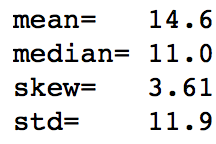 mean=   14.6
median= 11.0
skew=   3.61
std=    11.9